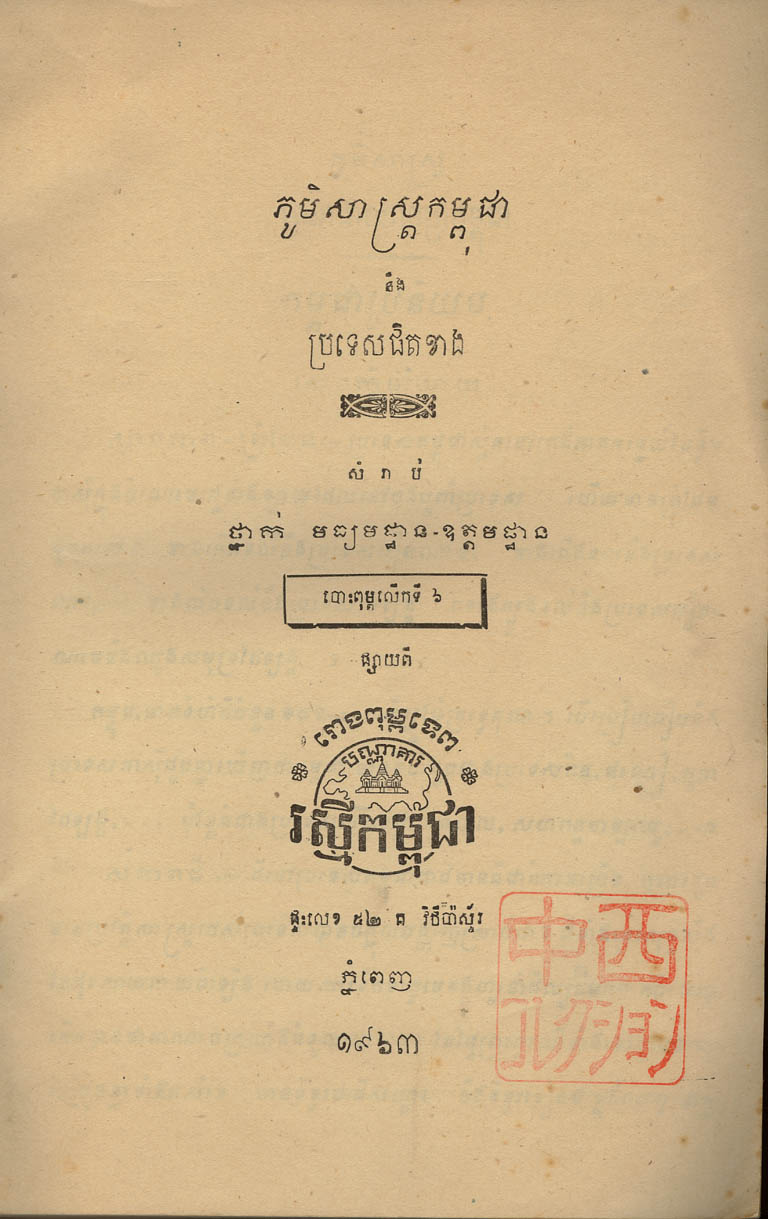 ភូមិសាស្ត្រកម្ពុជា
នឹង
ប្រទេសជិតខាង
សំរាប់
ថ្នាក់ មធ្យមដ្ឋាន-ឧត្តមដ្ឋាន
បោះពុម្ពលើកទី ៦
ផ្សាយពី
រោងពុម្ពទេព
បណ្ណាគារ
រស្មីកម្ពុជា
ផ្ទះលេខ ៥២ គ វិថីប៉ាស្ទ័រ
ភ្នំពេញ
១៩៦៣
中西
コレクション